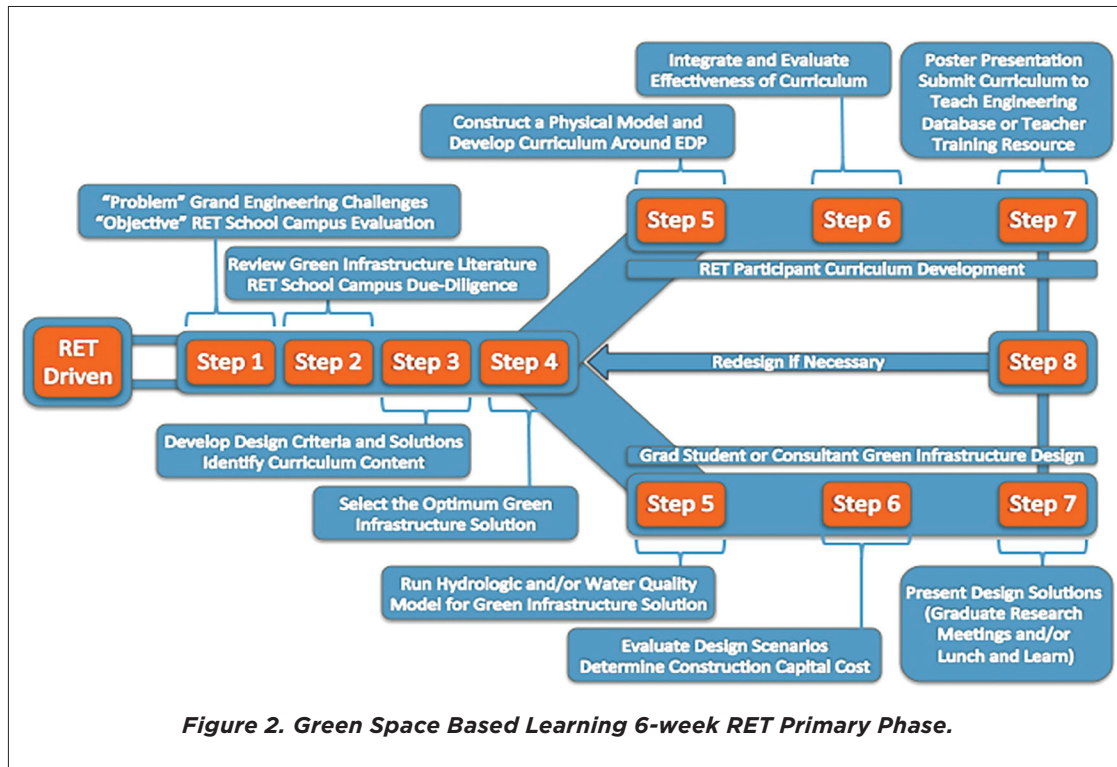 Integrate and Evaluate
Effectiveness of Curriculum
Poster Presentation
Submit Curriculum to
Teach Engineering
Database or Teacher
Training Resource
Construct a Physical Model and
Develop Curriculum Around EDP
"Problem" Grand Engineering Challenges
"Objective" RET School Campus Evaluation
Step 5
Step 6
Step 7
Review Green Infrastructure Literature
RET School Campus Due-Diligence
RET Participant Curriculum Development
RET
Driven
Step 1
Step 2
Step 3
Step 4
Redesign If Necessary
Step 8
Develop Design Criteria and Solutions
Identify Curriculum Content
Grad Student or Consultant Green Infrastructure Design
Select the Optimum Green
Infrastructure Solution
Step 5
Step 6
Step 7
Run Hydrologic and/or Water Quality
Model for Green Infrastructure Solution
Present Design Solutions
(Graduate Research
Meetings and/or
Lunch and Learn)
Evaluate Design Scenarios
Determine Construction Capital Cost
Figure 2. Green Space Based Learning 6-week RET Primary Phase.